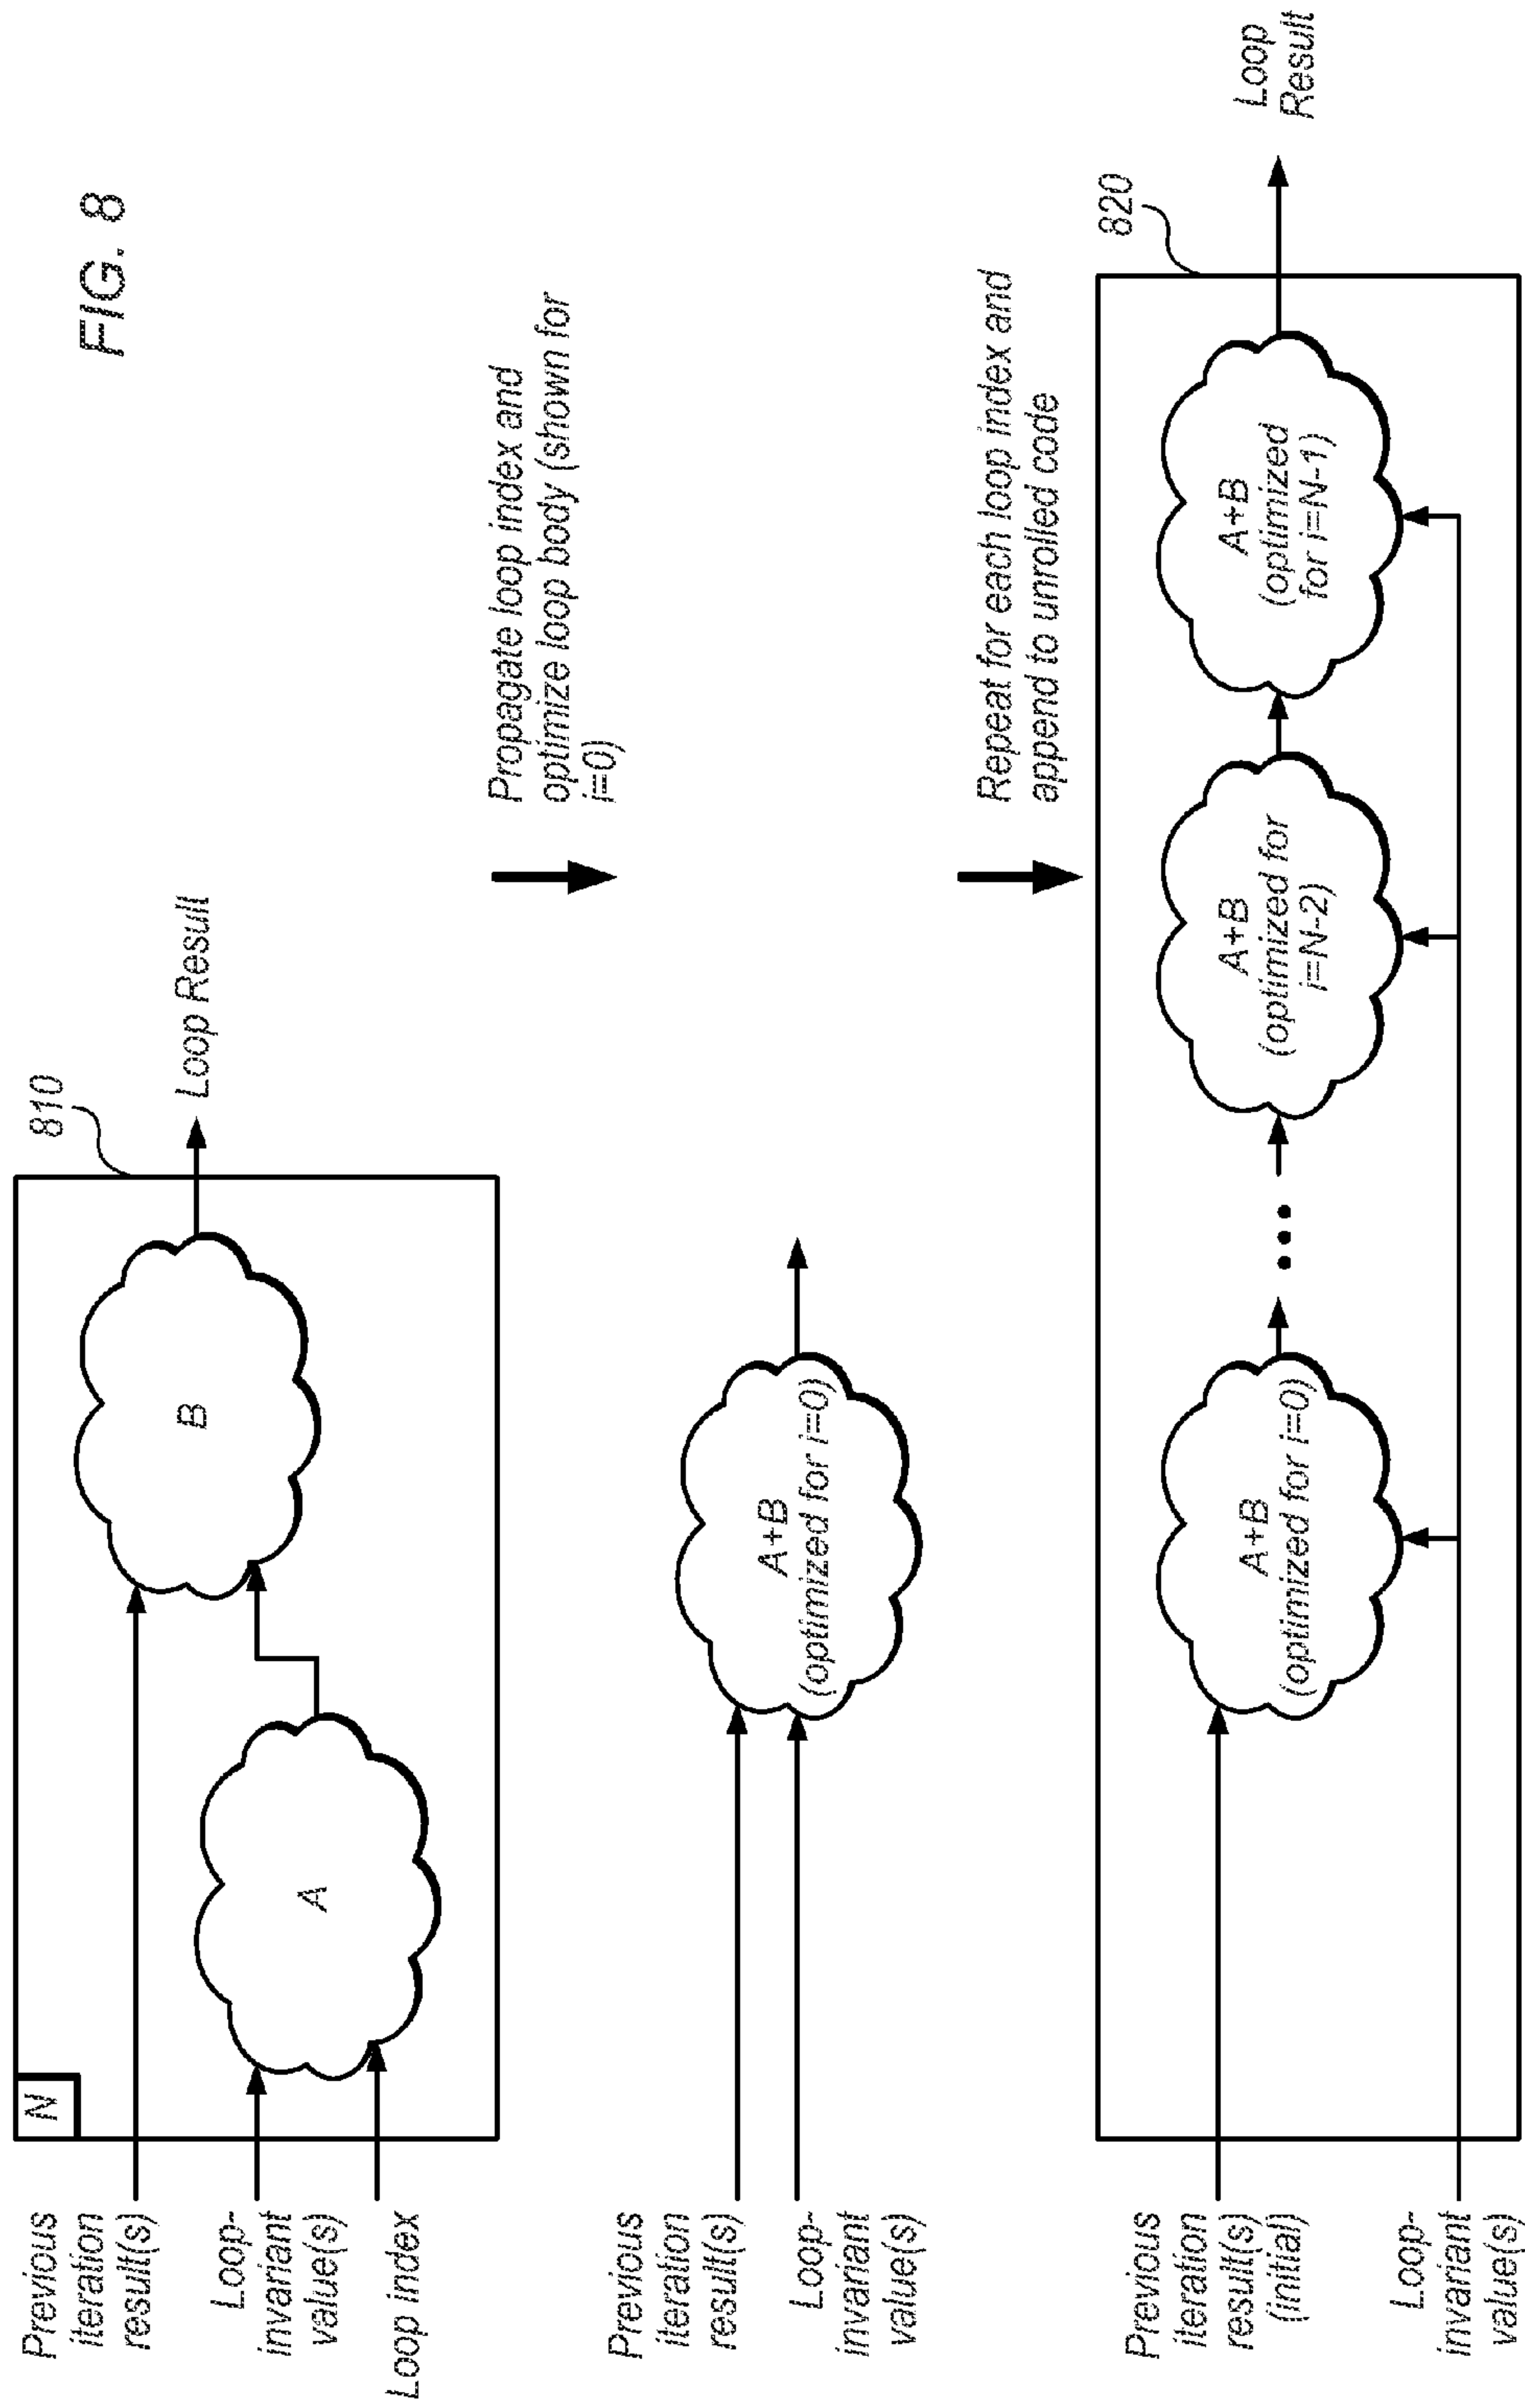 FIG. 8
810
N
Previous
iteration
result(s)
Loop-
invariant
value(s)
Loop index
A
B
Loop Result
Propagate loop index and
optimize loop body (shown for
i=0)
Previous
iteration
result(s)
Loop-
invariant
value(s)
A+B
(optimized for i=0)
Repeat for each loop index and
append to unrolled code
820
Previous
iteration
result(s)
(initial)
Loop-
invariant
value(s)
A+B
(optimized for i=0)
...
A+B
(optimized for
i=N-2)
A+B
(optimized
for i=N-1)
Loop
Result